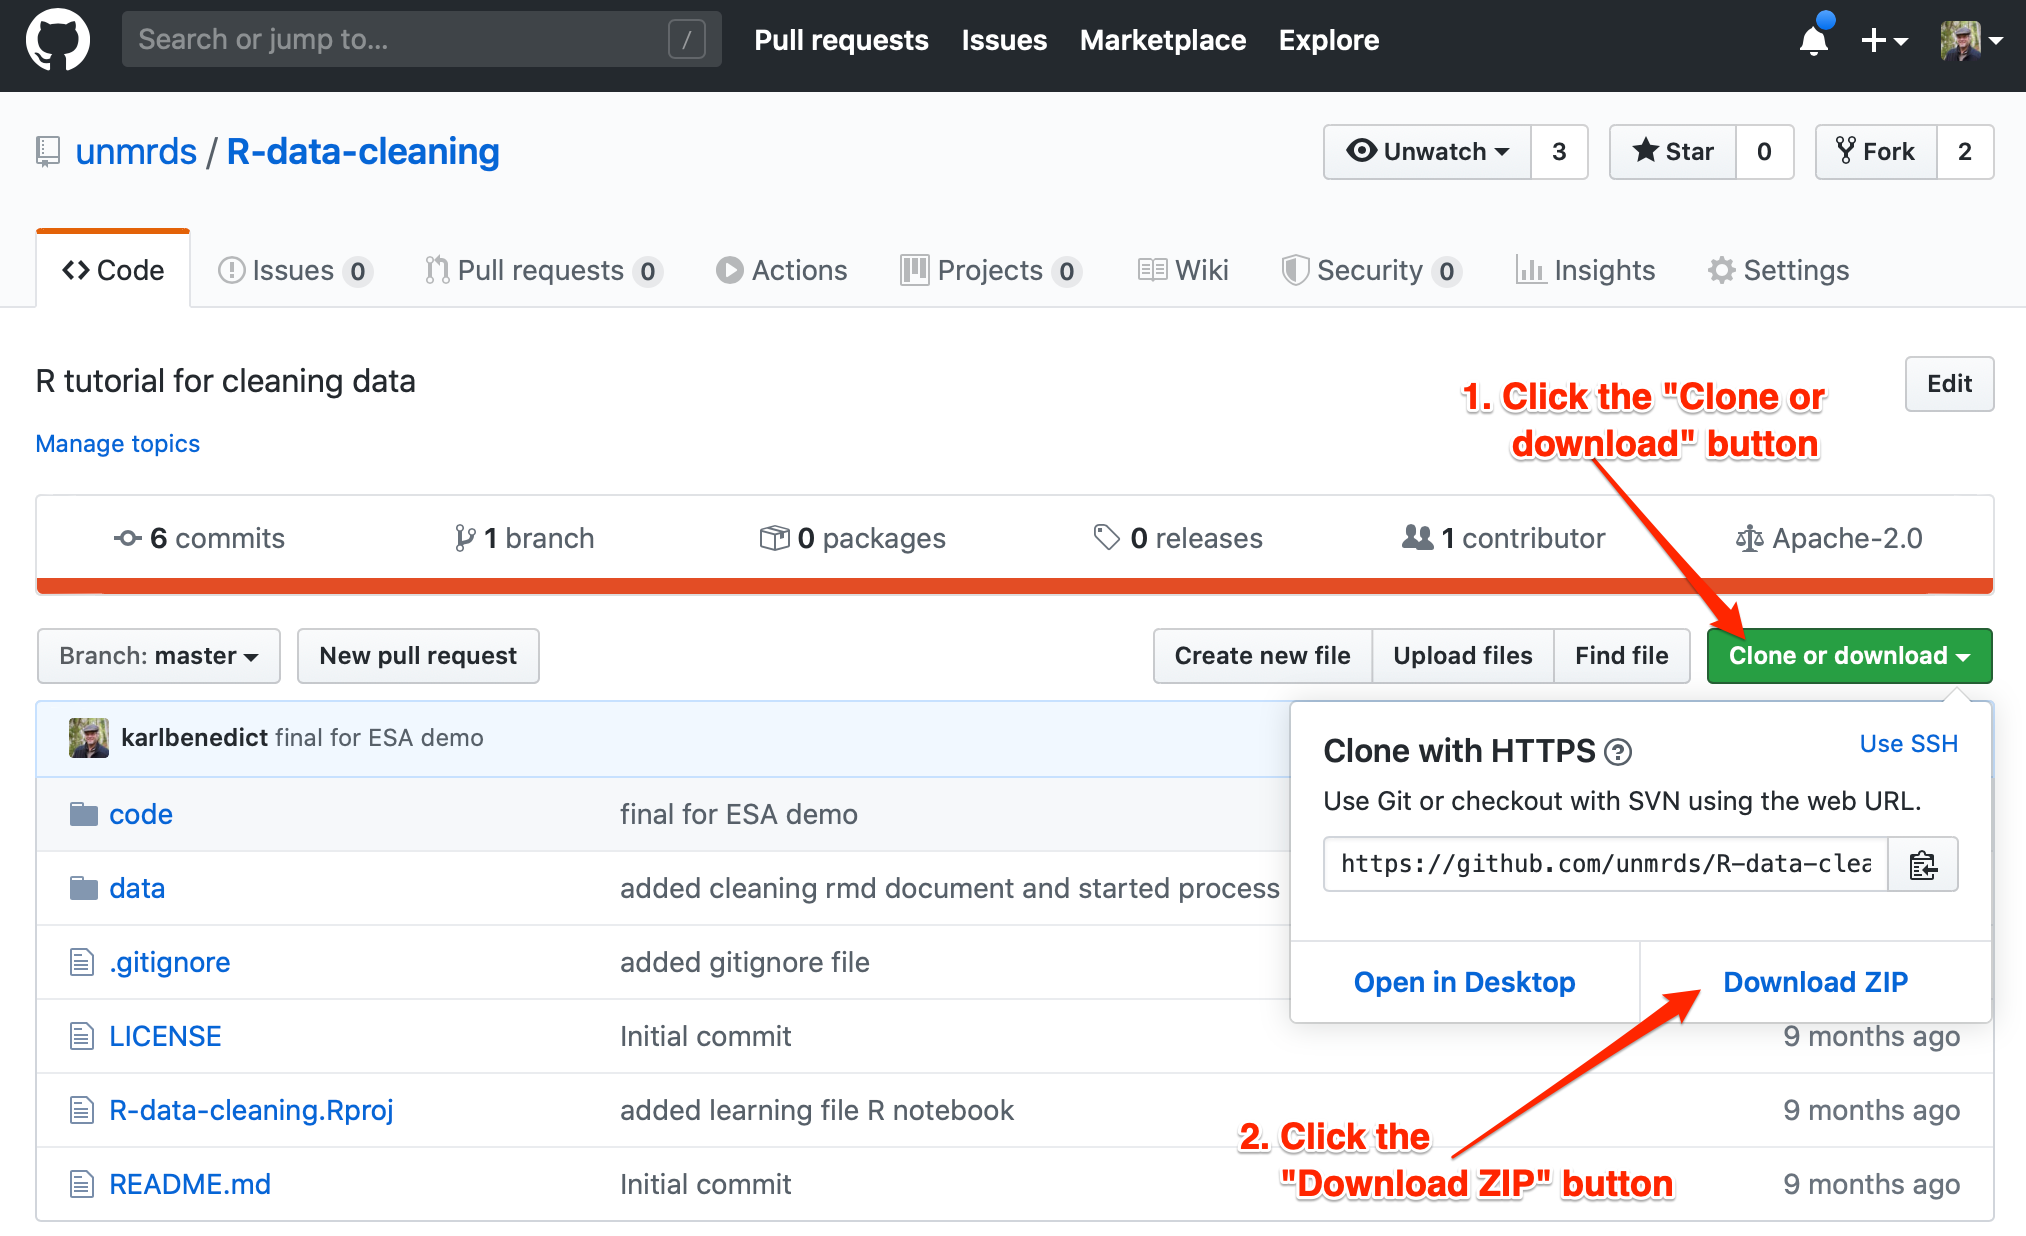 Search or jump to... /
Pull requests Issues Marketplace Explore
unmrds / R-data-cleaning
Unwatch 3 Star 0 Fork 2
Code Issues 0 Pull requests 0 Actions Projects 0 Wiki Security 0 Insights Settings
R tutorial for cleaning data
Edit
Manage topics
1. Click the "Clone or
download" button
6 commits 1 branch 0 packages 0 releases 1 contributor Apache-2.0
Branch: master New pull request Create new file Upload files Find file Clone or download
karlbenedict final for ESA demo
code final for ESA demo
data added cleaning rmd document and started process
.gitignore added gitignore file
LICENSE Initial commit 9 months ago
R-data-cleaning.Rproj added learning file R notebook 9 months ago
README.md Initial commit 9 months ago
Clone with HTTPS ? Use SSH
Use Git or checkout with SVN using the web URL.
https://github.com/unmrds/R-data-clea
Open in Desktop Download ZIP
2. Click the
"Download ZIP" button